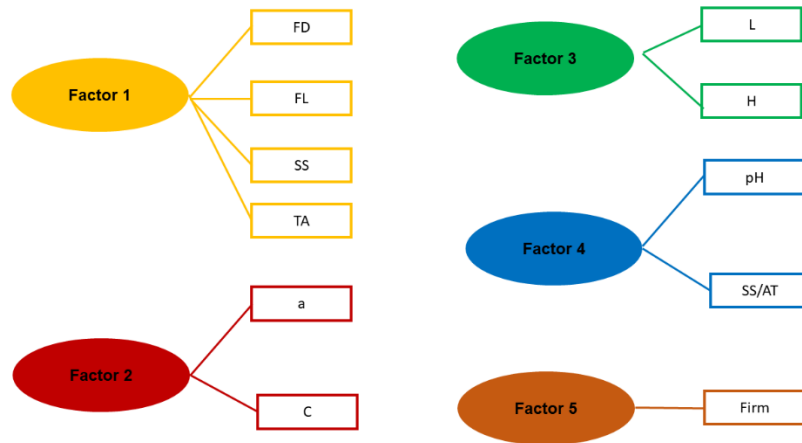 Factor 1
FD
FL
SS
TA
Factor 2
a
C
Factor 3
L
H
Factor 4
pH
SS/AT
Factor 5
Firm